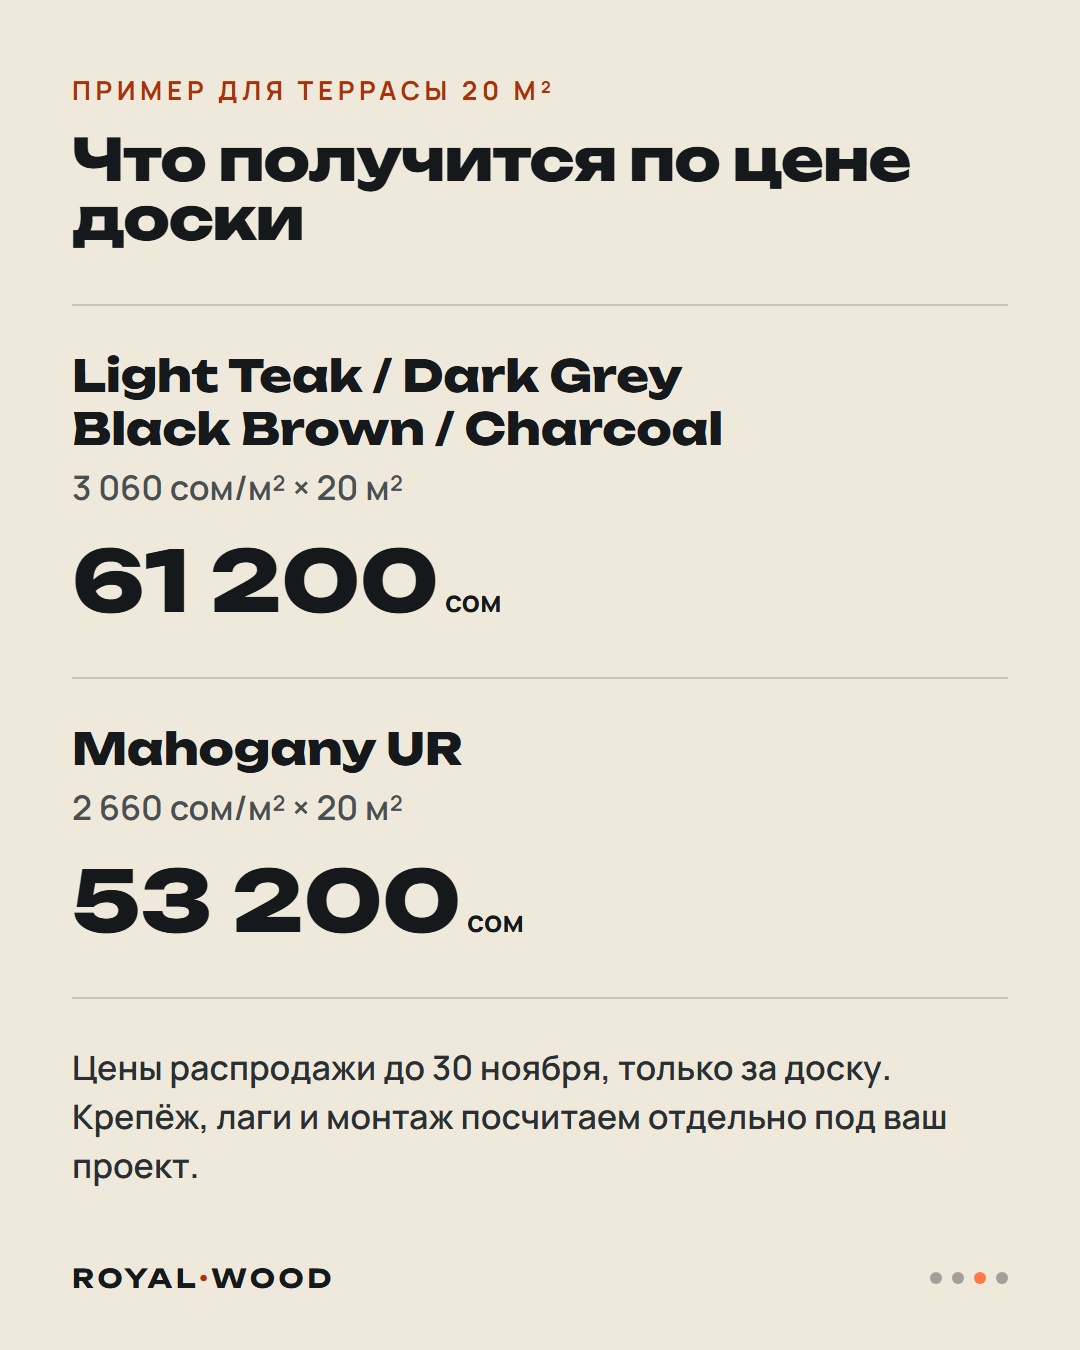 ПРИМЕР ДЛЯ ТЕРРАСЫ 20 М²
Что получится по цене
доски
Light Teak / Dark Grey
Black Brown / Charcoal
3 060 сом/м² × 20 м²
61 200 сом
Mahogany UR
2 660 сом/м² × 20 м²
53 200 сом
Цены распродажи до 30 ноября, только за доску.
Крепёж, лаги и монтаж посчитаем отдельно под ваш
проект.
ROYAL·WOOD